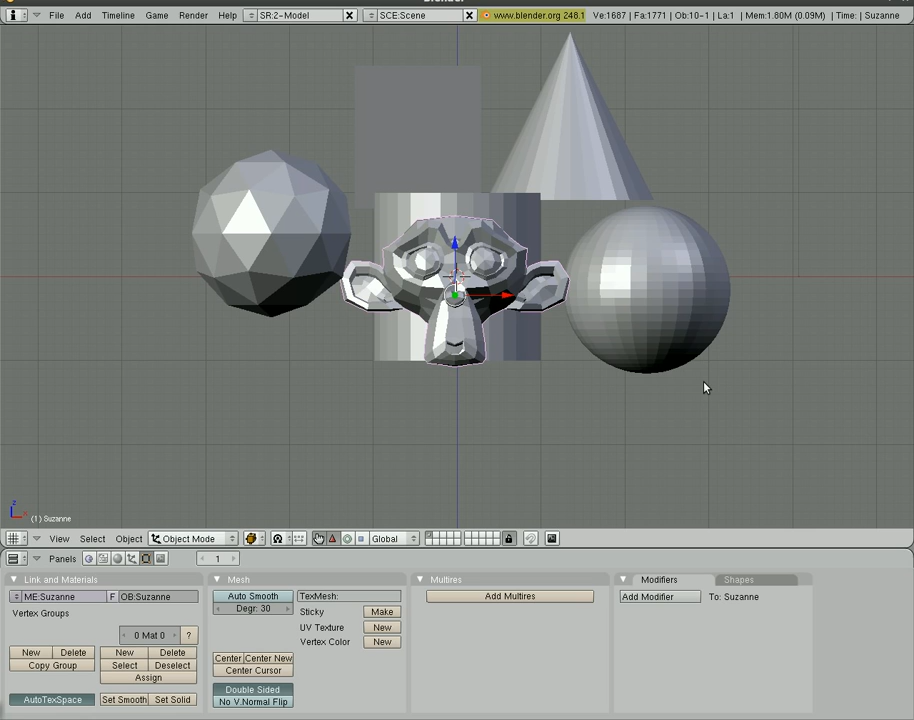 Blender
File Add Timeline Game Render Help SR:2-Model SCE:Scene www.blender.org 248.1 Ve:1687 | Fa:1771 | Ob:10-1 | La:1 | Mem:1.80M (0.09M) | Time: | Suzanne
(1) Suzanne
View Select Object Object Mode Global
Panels 1
Link and Materials Mesh Multires Modifiers Shapes
ME:Suzanne F OB:Suzanne Auto Smooth TexMesh: Add Multires Add Modifier To: Suzanne
Degr: 30
Vertex Groups Sticky Make
0 Mat 0 ? UV Texture New
Vertex Color New
New Delete New Delete
Center Center New
Copy Group Select Deselect
Center Cursor
Assign
Double Sided
AutoTexSpace Set Smooth Set Solid No V.Normal Flip